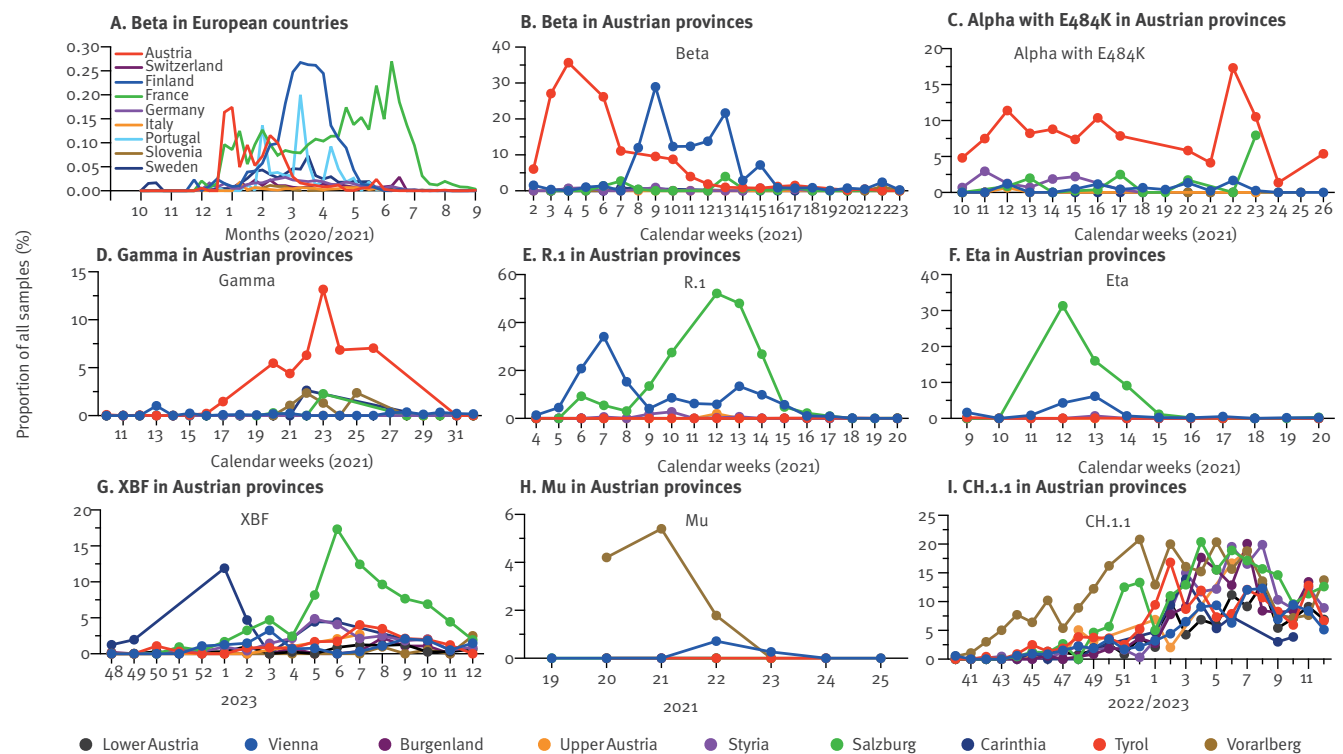 A. Beta in European countries
B. Beta in Austrian provinces
C. Alpha with E484K in Austrian provinces
0.30
0.25
0.20
0.15
0.10
0.05
0.00
Austria
Switzerland
Finland
France
Germany
Italy
Portugal
Slovenia
Sweden
10 11 12 1 2 3 4 5 6 7 8 9
Months (2020/2021)
Beta
40
30
20
10
0
2 3 4 5 6 7 8 9 10 11 12 13 14 15 16 17 18 19 20 21 22 23
Calendar weeks (2021)
Alpha with E484K
20
15
10
5
0
10 11 12 13 14 15 16 17 18 19 20 21 22 23 24 25 26
Calendar weeks (2021)
Proportion of all samples (%)
D. Gamma in Austrian provinces
E. R.1 in Austrian provinces
F. Eta in Austrian provinces
Gamma
15
10
5
0
11 13 15 17 19 21 23 25 27 29 31
Calendar weeks (2021)
R.1
60
40
20
0
4 5 6 7 8 9 10 11 12 13 14 15 16 17 18 19 20
Calendar weeks (2021)
Eta
40
30
20
10
0
9 10 11 12 13 14 15 16 17 18 19 20
Calendar weeks (2021)
G. XBF in Austrian provinces
H. Mu in Austrian provinces
I. CH.1.1 in Austrian provinces
XBF
20
15
10
5
0
48 49 50 51 52 1 2 3 4 5 6 7 8 9 10 11 12
2023
Mu
6
4
2
0
19 20 21 22 23 24 25
2021
CH.1.1
25
20
15
10
5
0
41 43 45 47 49 51 1 3 5 7 9 11
2022/2023
Lower Austria Vienna Burgenland Upper Austria Styria Salzburg Carinthia Tyrol Vorarlberg